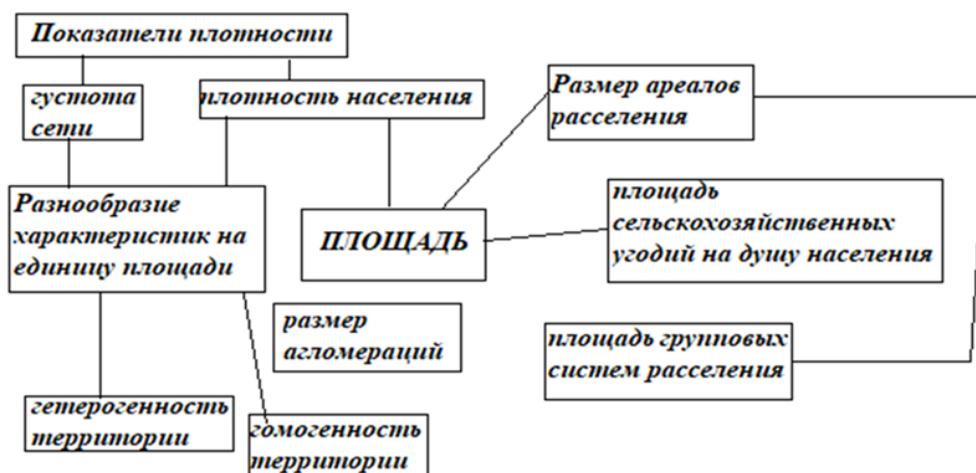 Показатели плотности
густота
сети
плотность населения
Размер ареалов
расселения
Разнообразие
характеристик на
единицу площади
ПЛОЩАДЬ
площадь
сельскохозяйственных
угодий на душу населения
размер
агломераций
площадь групповых
систем расселения
гетерогенность
территории
гомогенность
территории